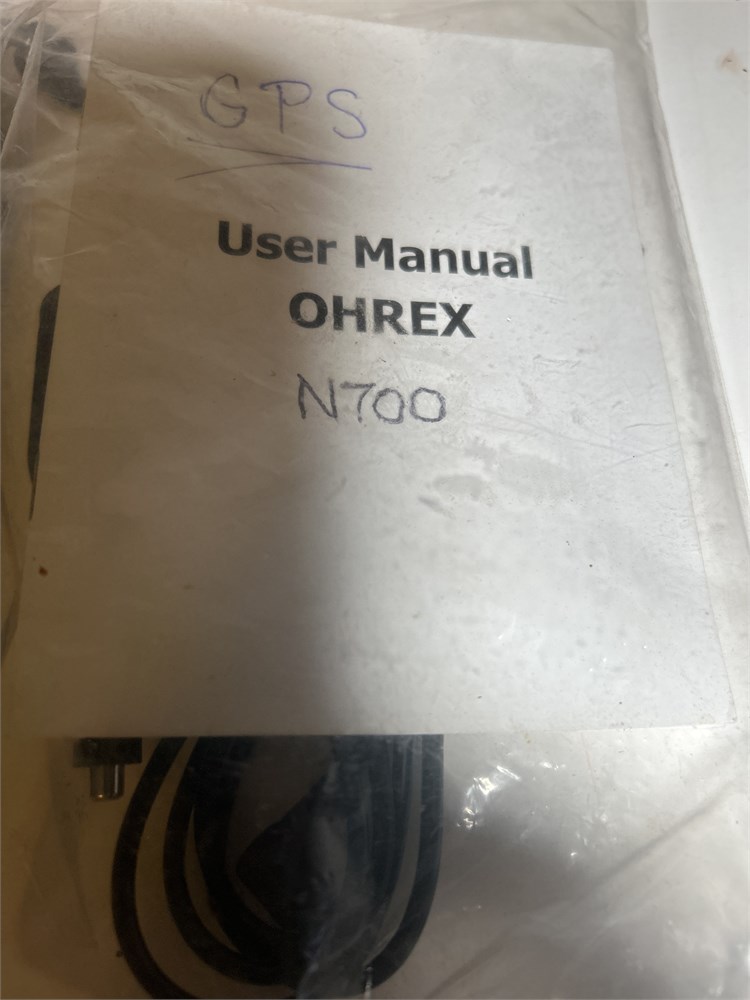 GPS
User Manual
OHREX
N700